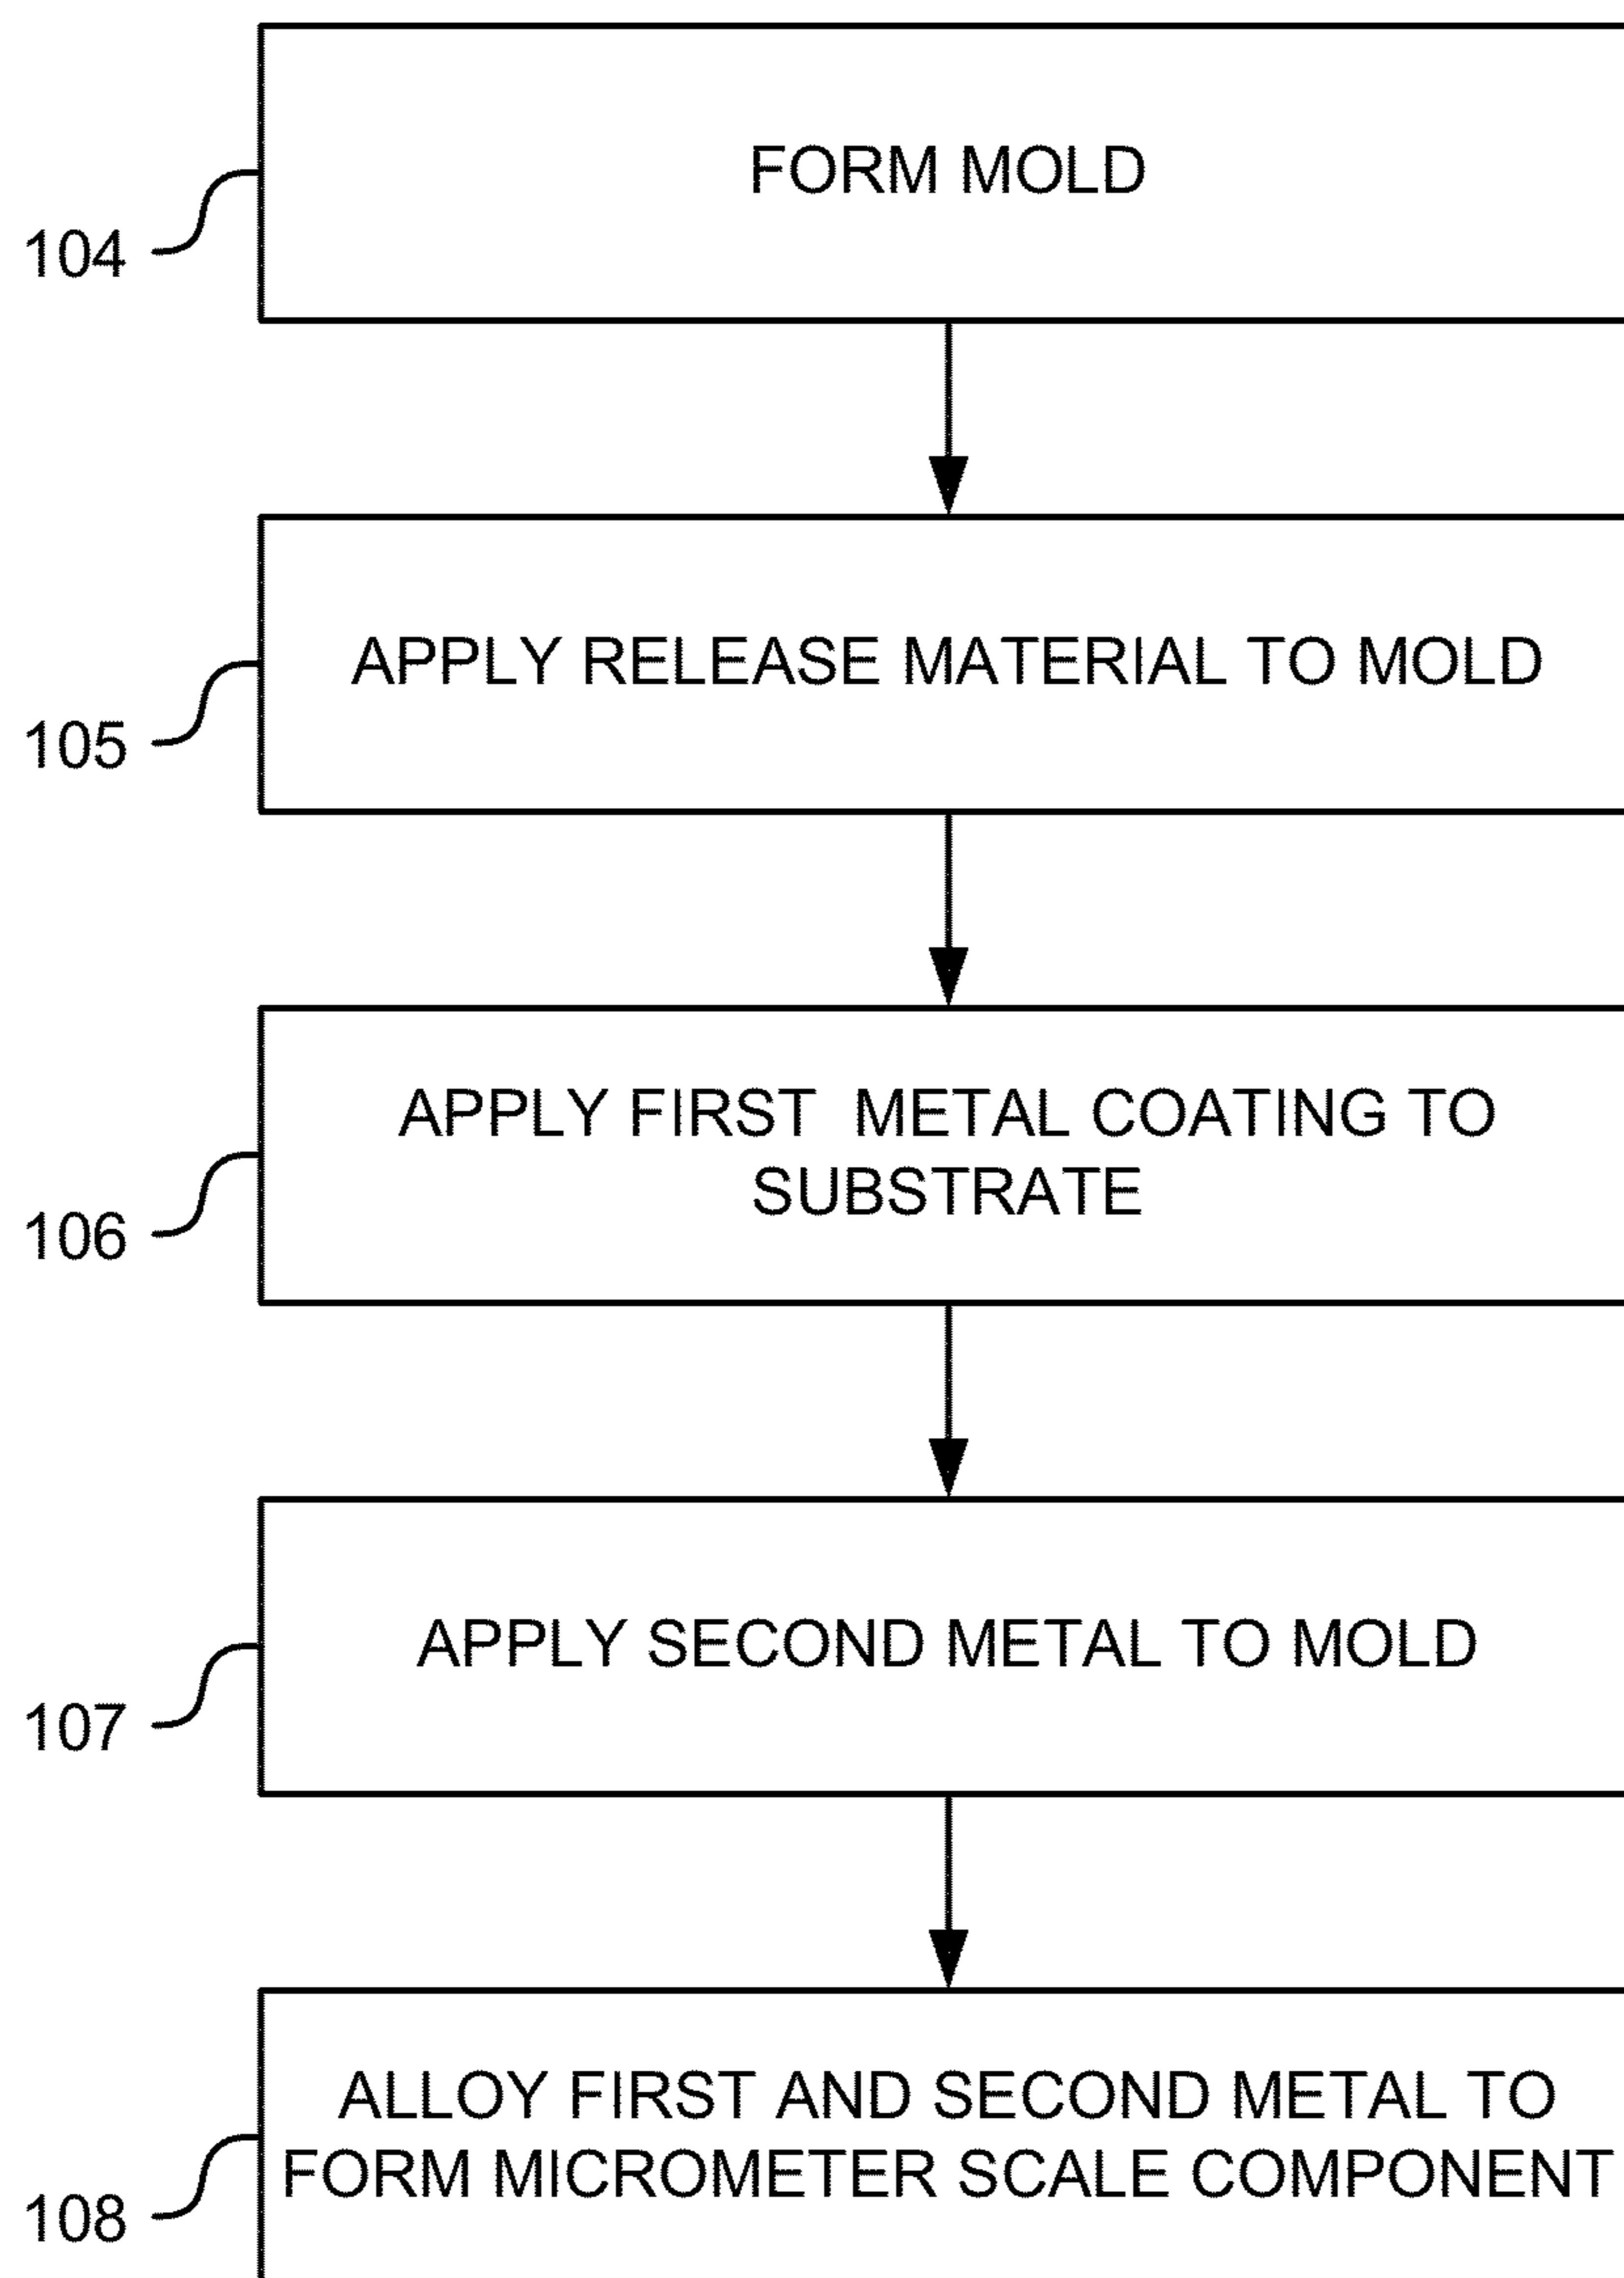 FORM MOLD
104
APPLY RELEASE MATERIAL TO MOLD
105
APPLY FIRST METAL COATING TO
SUBSTRATE
106
APPLY SECOND METAL TO MOLD
107
ALLOY FIRST AND SECOND METAL TO
FORM MICROMETER SCALE COMPONENT
108